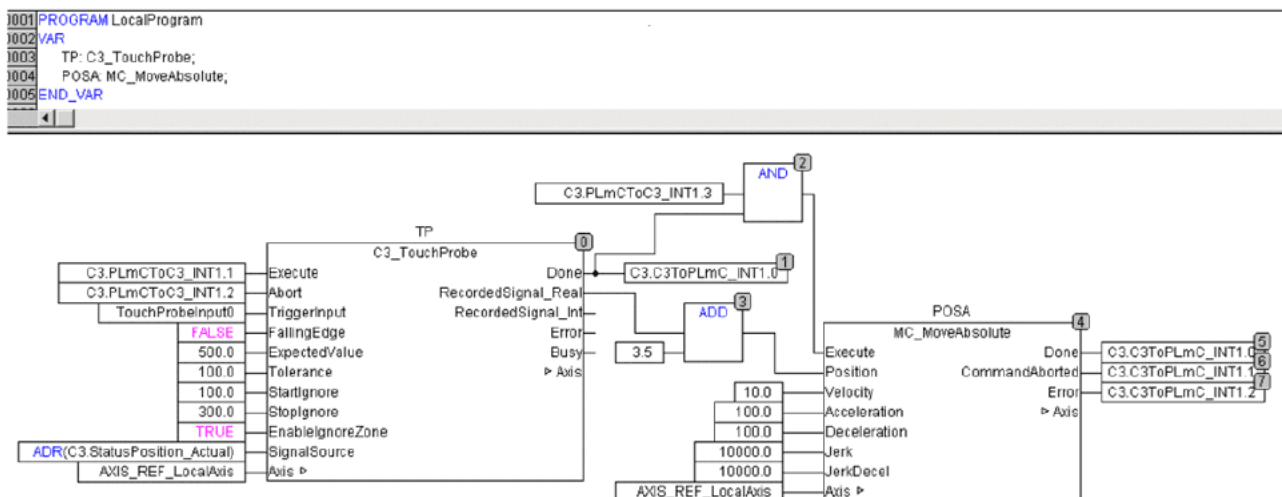 0001 PROGRAM LocalProgram
0002 VAR
0003 TP: C3_TouchProbe;
0004 POSA: MC_MoveAbsolute;
0005 END_VAR
AND 2
C3.PLmCToC3_INT1.3
TP
C3_TouchProbe 0
C3.PLmCToC3_INT1.1 Execute Done C3.C3ToPLmC_INT1.0 1
C3.PLmCToC3_INT1.2 Abort RecordedSignal_Real
TouchProbeInput0 TriggerInput RecordedSignal_Int
FALSE FallingEdge Error
500.0 ExpectedValue Busy
100.0 Tolerance Axis
100.0 StartIgnore
300.0 StopIgnore
TRUE EnableIgnoreZone
ADR(C3.StatusPosition_Actual) SignalSource
AXIS_REF_LocalAxis Axis
ADD 3
3.5
POSA
MC_MoveAbsolute 4
Execute Done C3.C3ToPLmC_INT1.0 5
Position CommandAborted C3.C3ToPLmC_INT1.1 6
10.0 Velocity Error C3.C3ToPLmC_INT1.2 7
100.0 Acceleration Axis
100.0 Deceleration
10000.0 Jerk
10000.0 JerkDecel
AXIS_REF_LocalAxis Axis